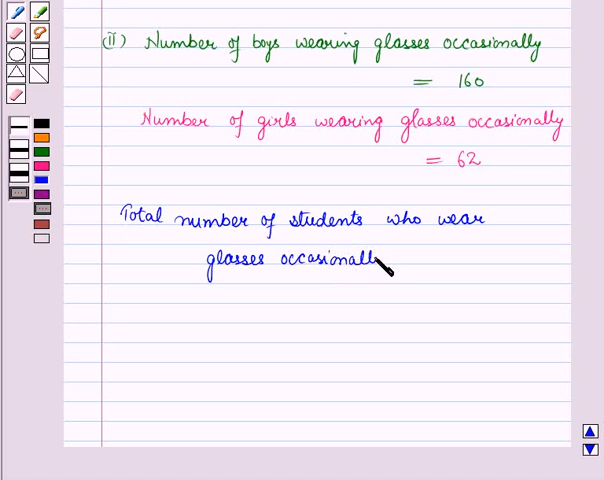 (ii) Number of boys wearing glasses occasionally
= 160
Number of girls wearing glasses occasionally
= 62
Total number of students who wear
glasses occasionall